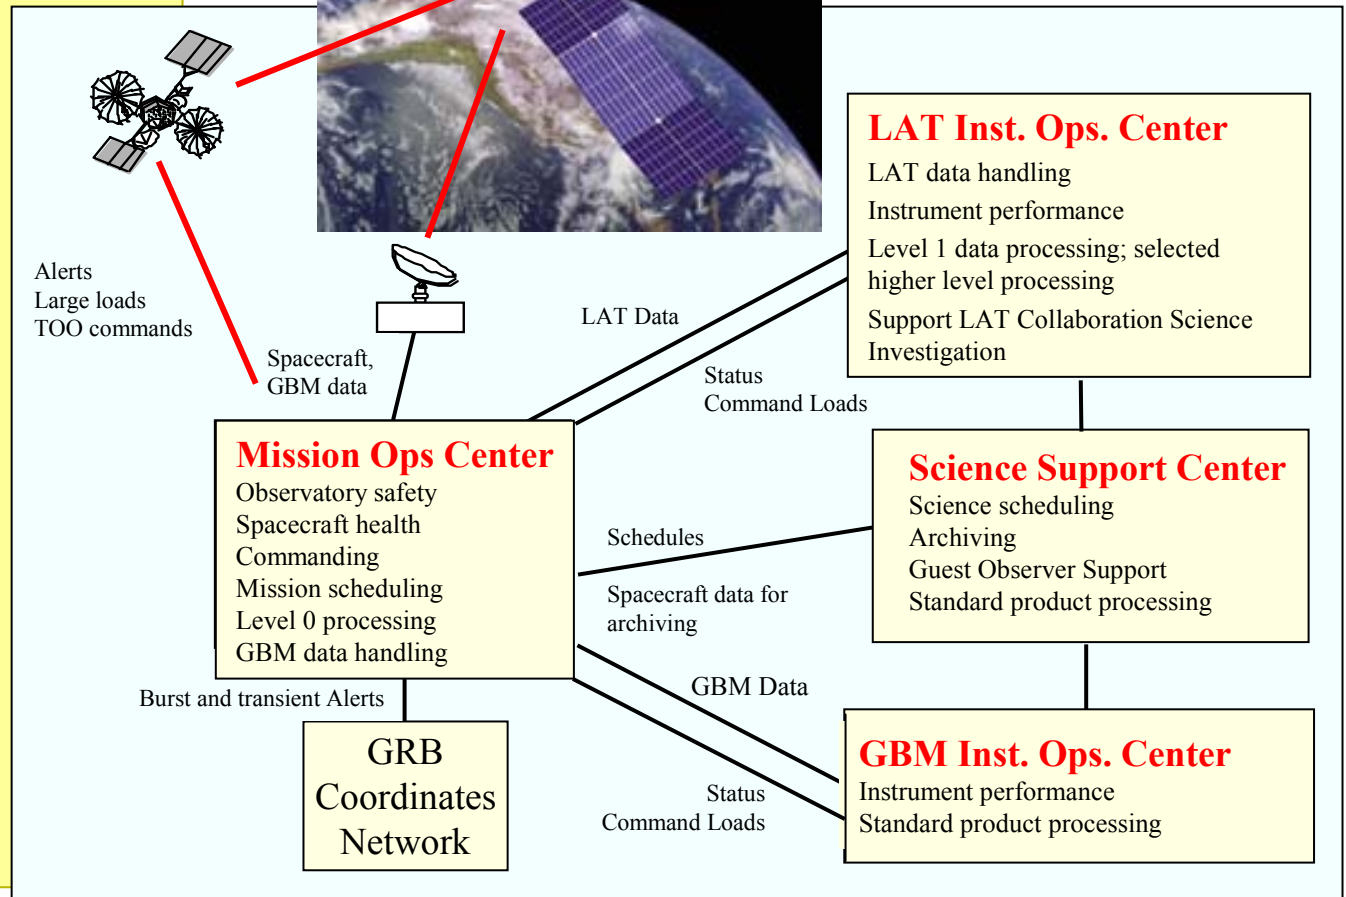 Alerts
Large loads
TOO commands
Spacecraft,
GBM data
LAT Data
Status
Command Loads
LAT Inst. Ops. Center
LAT data handling
Instrument performance
Level 1 data processing; selected
higher level processing
Support LAT Collaboration Science
Investigation
Mission Ops Center
Observatory safety
Spacecraft health
Commanding
Mission scheduling
Level 0 processing
GBM data handling
Schedules
Spacecraft data for
archiving
Science Support Center
Science scheduling
Archiving
Guest Observer Support
Standard product processing
Burst and transient Alerts
GRB
Coordinates
Network
GBM Data
Status
Command Loads
GBM Inst. Ops. Center
Instrument performance
Standard product processing